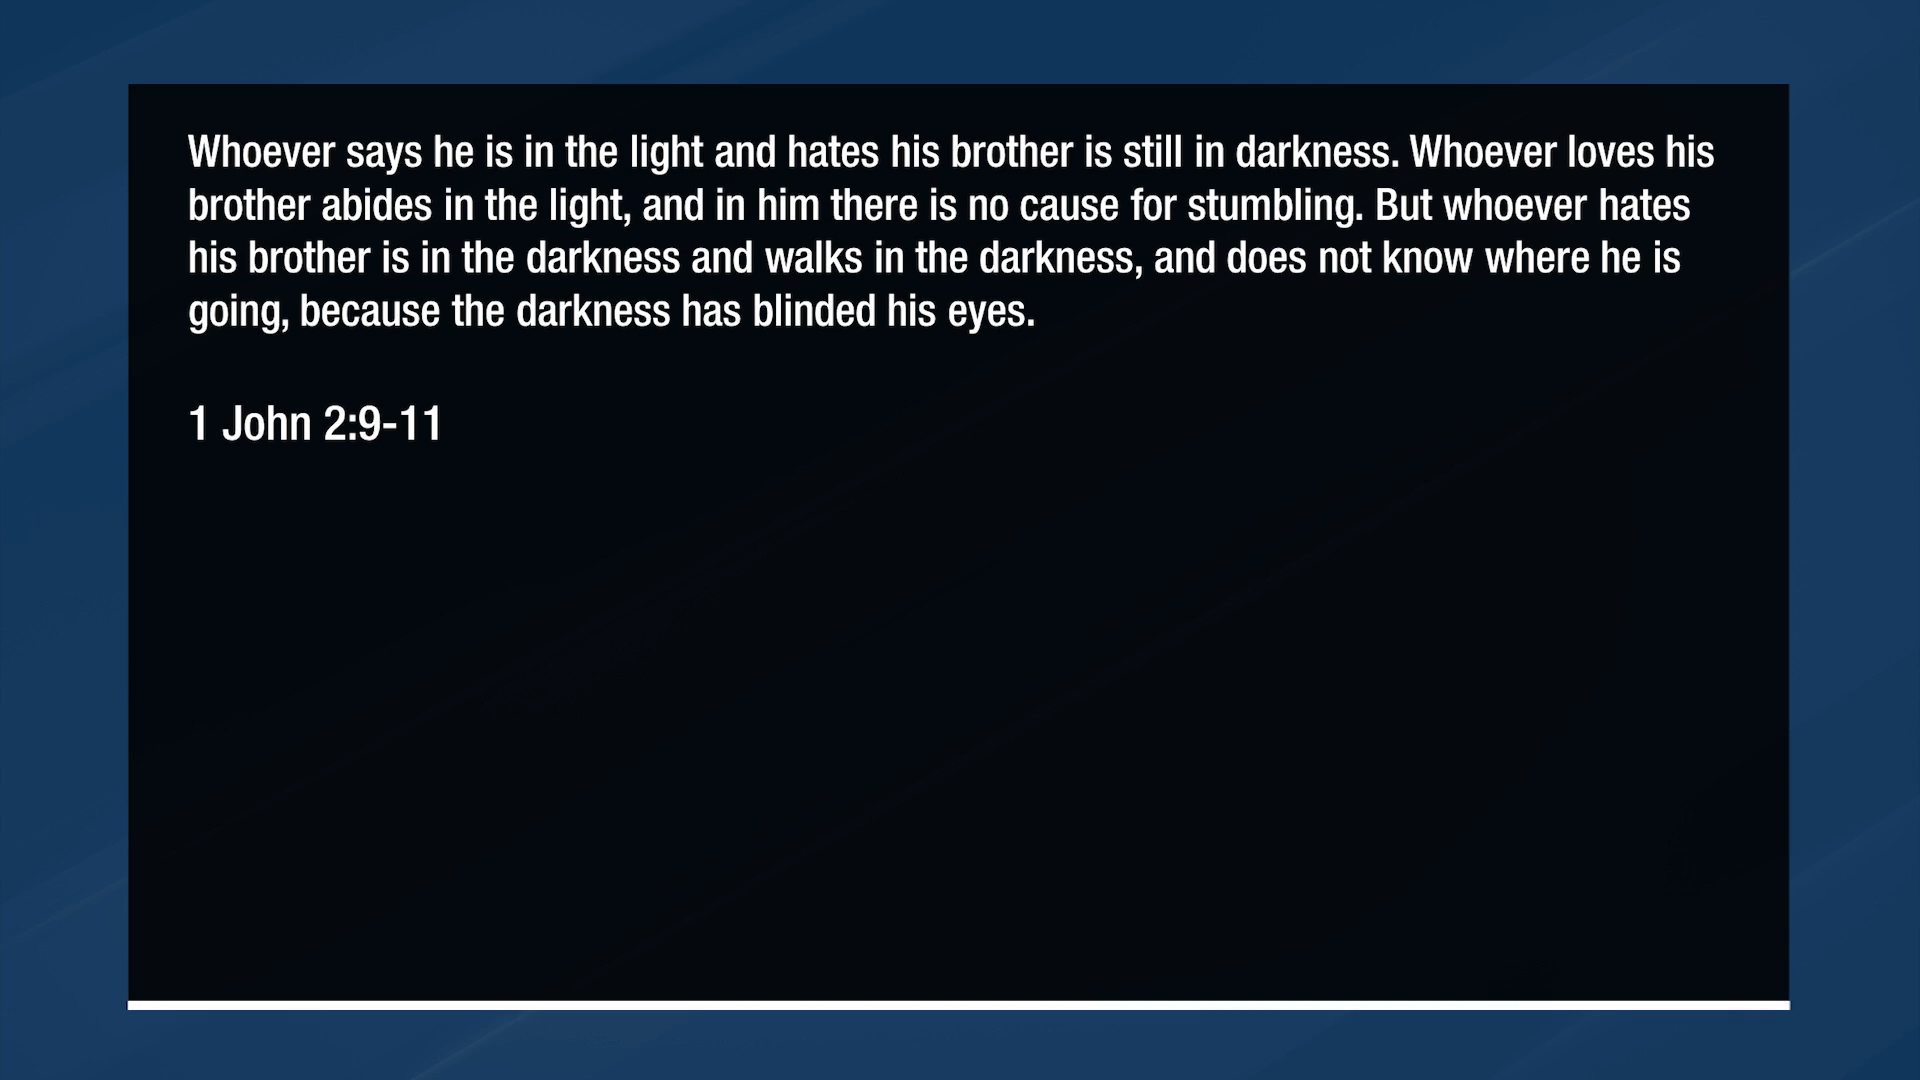 Whoever says he is in the light and hates his brother is still in darkness. Whoever loves his
brother abides in the light, and in him there is no cause for stumbling. But whoever hates
his brother is in the darkness and walks in the darkness, and does not know where he is
going, because the darkness has blinded his eyes.
1 John 2:9-11